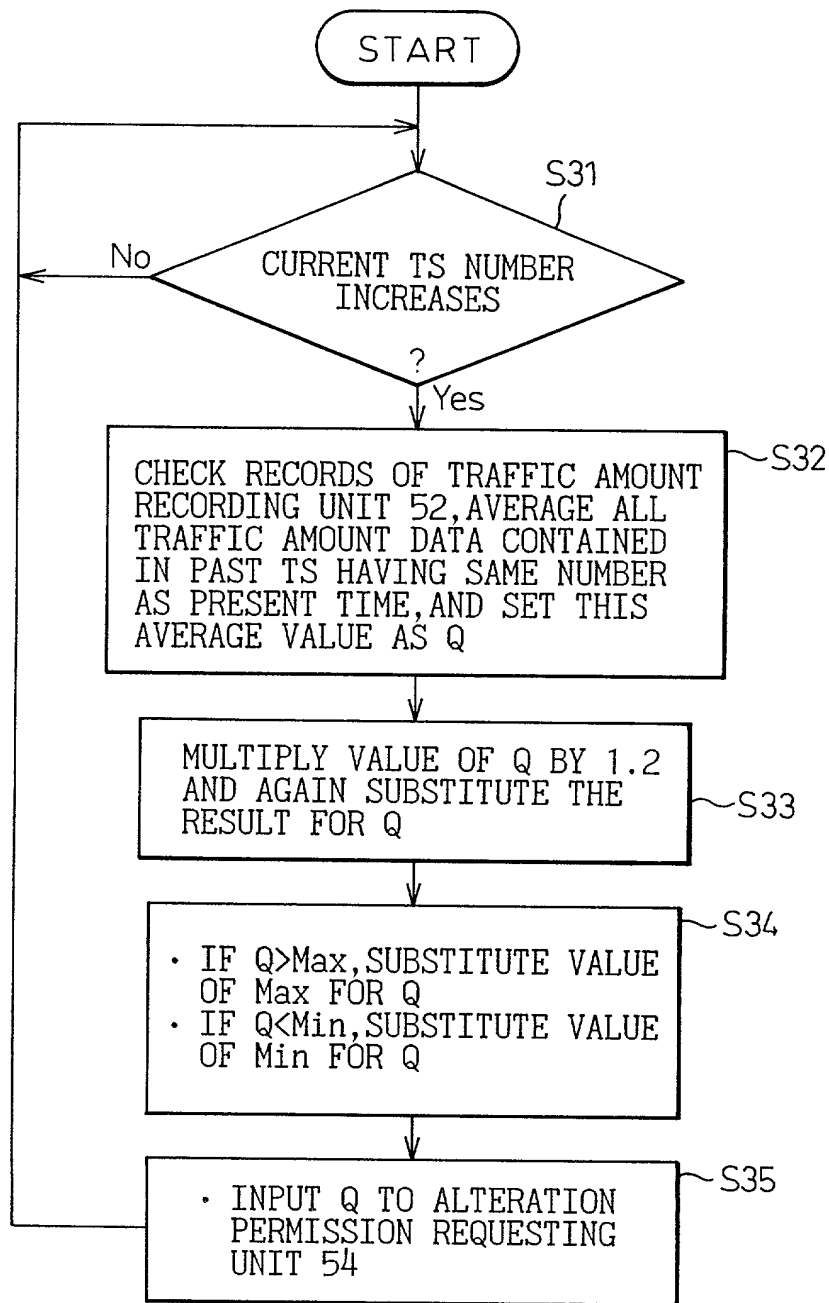 START
S31
No
CURRENT TS NUMBER
INCREASES
?
Yes
S32
CHECK RECORDS OF TRAFFIC AMOUNT
RECORDING UNIT 52,AVERAGE ALL
TRAFFIC AMOUNT DATA CONTAINED
IN PAST TS HAVING SAME NUMBER
AS PRESENT TIME,AND SET THIS
AVERAGE VALUE AS Q
MULTIPLY VALUE OF Q BY 1.2
AND AGAIN SUBSTITUTE THE
RESULT FOR Q
S33
S34
· IF Q>Max,SUBSTITUTE VALUE
OF Max FOR Q
· IF Q<Min,SUBSTITUTE VALUE
OF Min FOR Q
S35
· INPUT Q TO ALTERATION
PERMISSION REQUESTING
UNIT 54